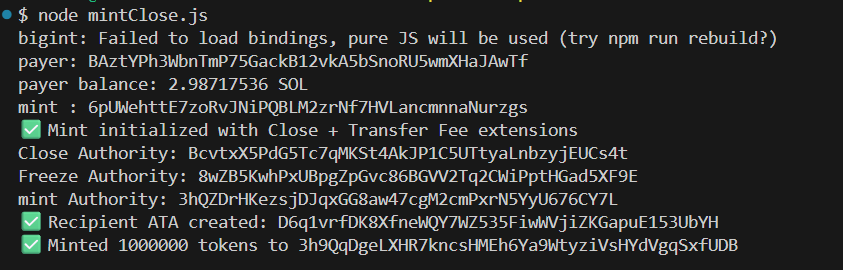 $ node mintClose.js
bigint: Failed to load bindings, pure JS will be used (try npm run rebuild?)
payer: BAztYPh3WbnTmP75GackB12vkA5bSnoRU5wmXHaJAwTf
payer balance: 2.98717536 SOL
mint : 6pUWehttE7zoRvJNiPQBLM2zrNf7HVLancmnnaNurzgs
✅ Mint initialized with Close + Transfer Fee extensions
Close Authority: BcvtxX5PdG5Tc7qMKSt4AkJP1C5UTtyaLnbzyjEUCs4t
Freeze Authority: 8wZB5KwhPxUBpgZpGvc86BGVV2Tq2CWiPptHGad5XF9E
mint Authority: 3hQZDrHKezsjDJqxGG8aw47cgM2cmPxrN5YyU676CY7L
✅ Recipient ATA created: D6q1vrfDK8XfneWQY7WZ535FiwWVjiZKGapuE153UbYH
✅ Minted 1000000 tokens to 3h9QqDgeLXHR7kncsHMEh6Ya9WtyziVsHYdVgqSxfUDB